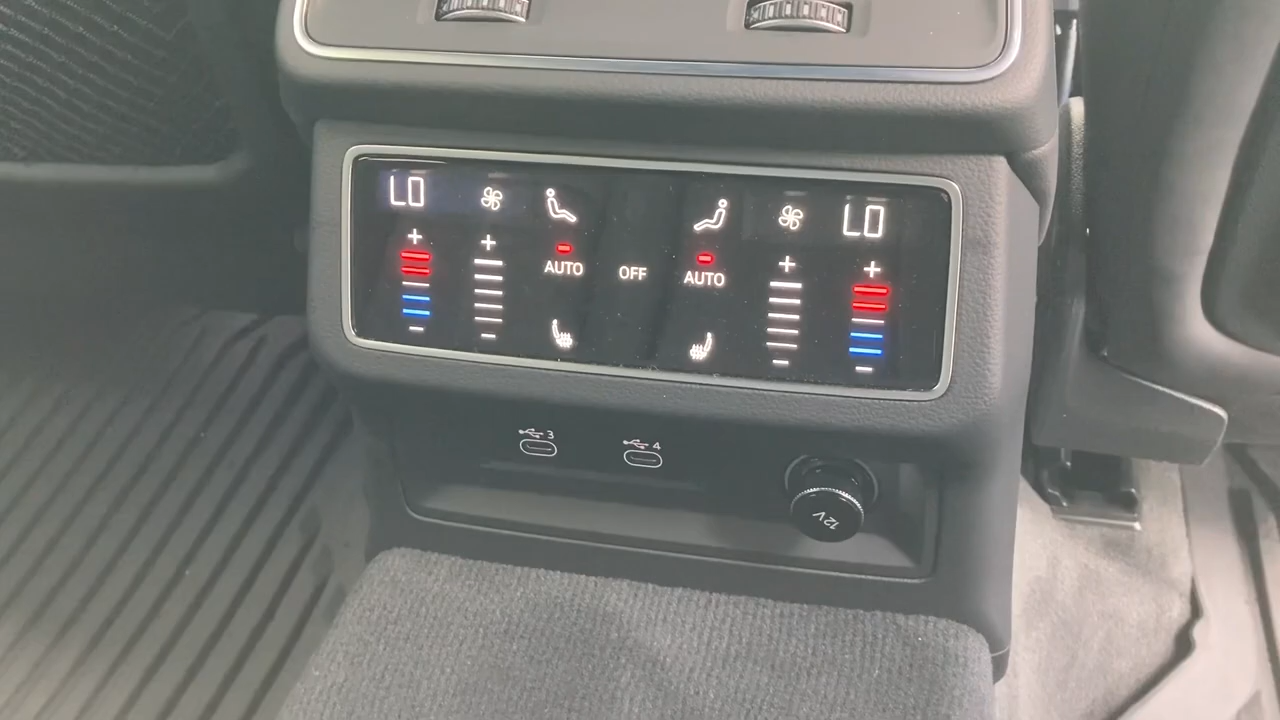 LO LO
+ + + +
AUTO OFF AUTO
- - - -
3 4
12V